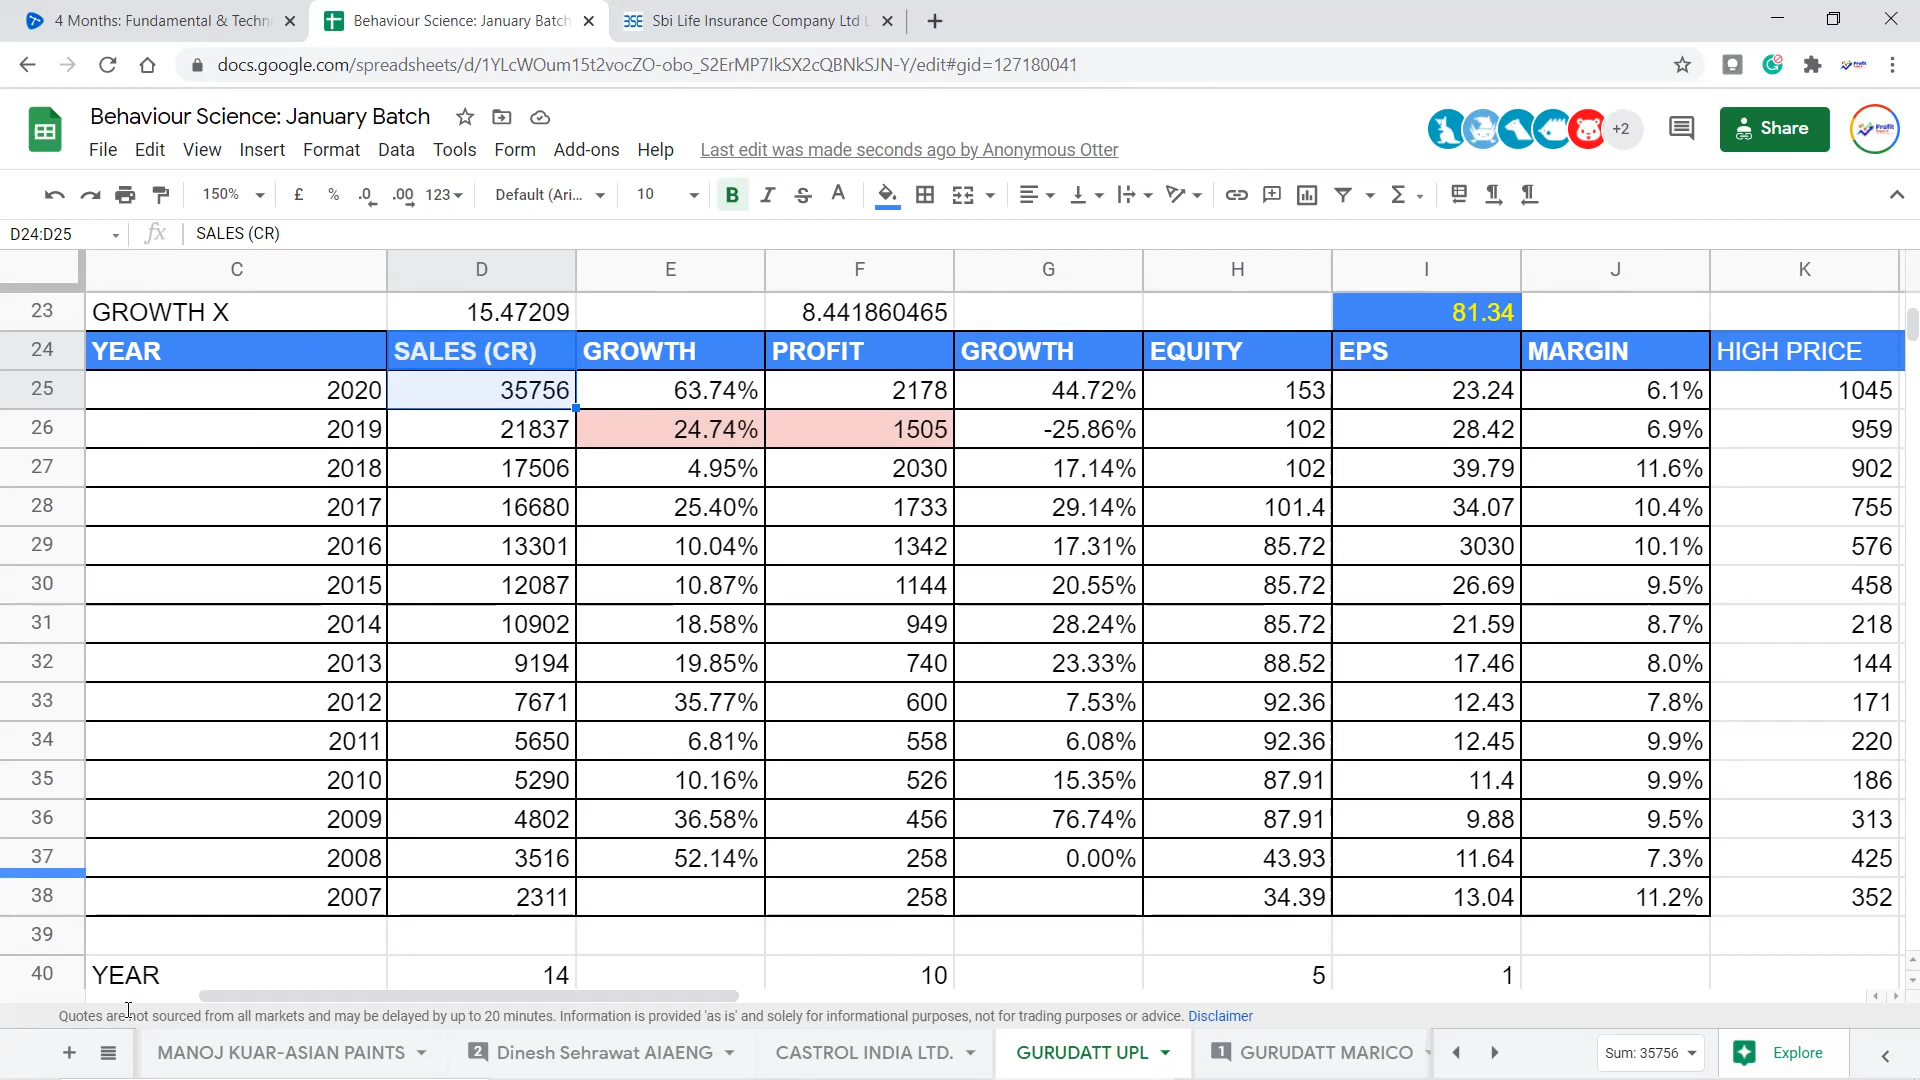 4 Months: Fundamental & Techn
Behaviour Science: January Batch
BSE Sbi Life Insurance Company Ltd L
docs.google.com/spreadsheets/d/1YLcWOum15t2vocZO-obo_S2ErMP7IkSX2cQBNkSJN-Y/edit#gid=127180041
Behaviour Science: January Batch
+2
Share
File Edit View Insert Format Data Tools Form Add-ons Help Last edit was made seconds ago by Anonymous Otter
150% £ % .0 .00 123 Default (Ari... 10 B I S A
D24:D25 fx SALES (CR)
C D E F G H I J K
23 GROWTH X 15.47209 8.441860465 81.34
24 YEAR SALES (CR) GROWTH PROFIT GROWTH EQUITY EPS MARGIN HIGH PRICE
25 2020 35756 63.74% 2178 44.72% 153 23.24 6.1% 1045
26 2019 21837 24.74% 1505 -25.86% 102 28.42 6.9% 959
27 2018 17506 4.95% 2030 17.14% 102 39.79 11.6% 902
28 2017 16680 25.40% 1733 29.14% 101.4 34.07 10.4% 755
29 2016 13301 10.04% 1342 17.31% 85.72 3030 10.1% 576
30 2015 12087 10.87% 1144 20.55% 85.72 26.69 9.5% 458
31 2014 10902 18.58% 949 28.24% 85.72 21.59 8.7% 218
32 2013 9194 19.85% 740 23.33% 88.52 17.46 8.0% 144
33 2012 7671 35.77% 600 7.53% 92.36 12.43 7.8% 171
34 2011 5650 6.81% 558 6.08% 92.36 12.45 9.9% 220
35 2010 5290 10.16% 526 15.35% 87.91 11.4 9.9% 186
36 2009 4802 36.58% 456 76.74% 87.91 9.88 9.5% 313
37 2008 3516 52.14% 258 0.00% 43.93 11.64 7.3% 425
38 2007 2311 258 34.39 13.04 11.2% 352
39
40 YEAR 14 10 5 1
Quotes are not sourced from all markets and may be delayed by up to 20 minutes. Information is provided 'as is' and solely for informational purposes, not for trading purposes or advice. Disclaimer
MANOJ KUAR-ASIAN PAINTS 2 Dinesh Sehrawat AIAENG CASTROL INDIA LTD. GURUDATT UPL 1 GURUDATT MARICO Sum: 35756 Explore